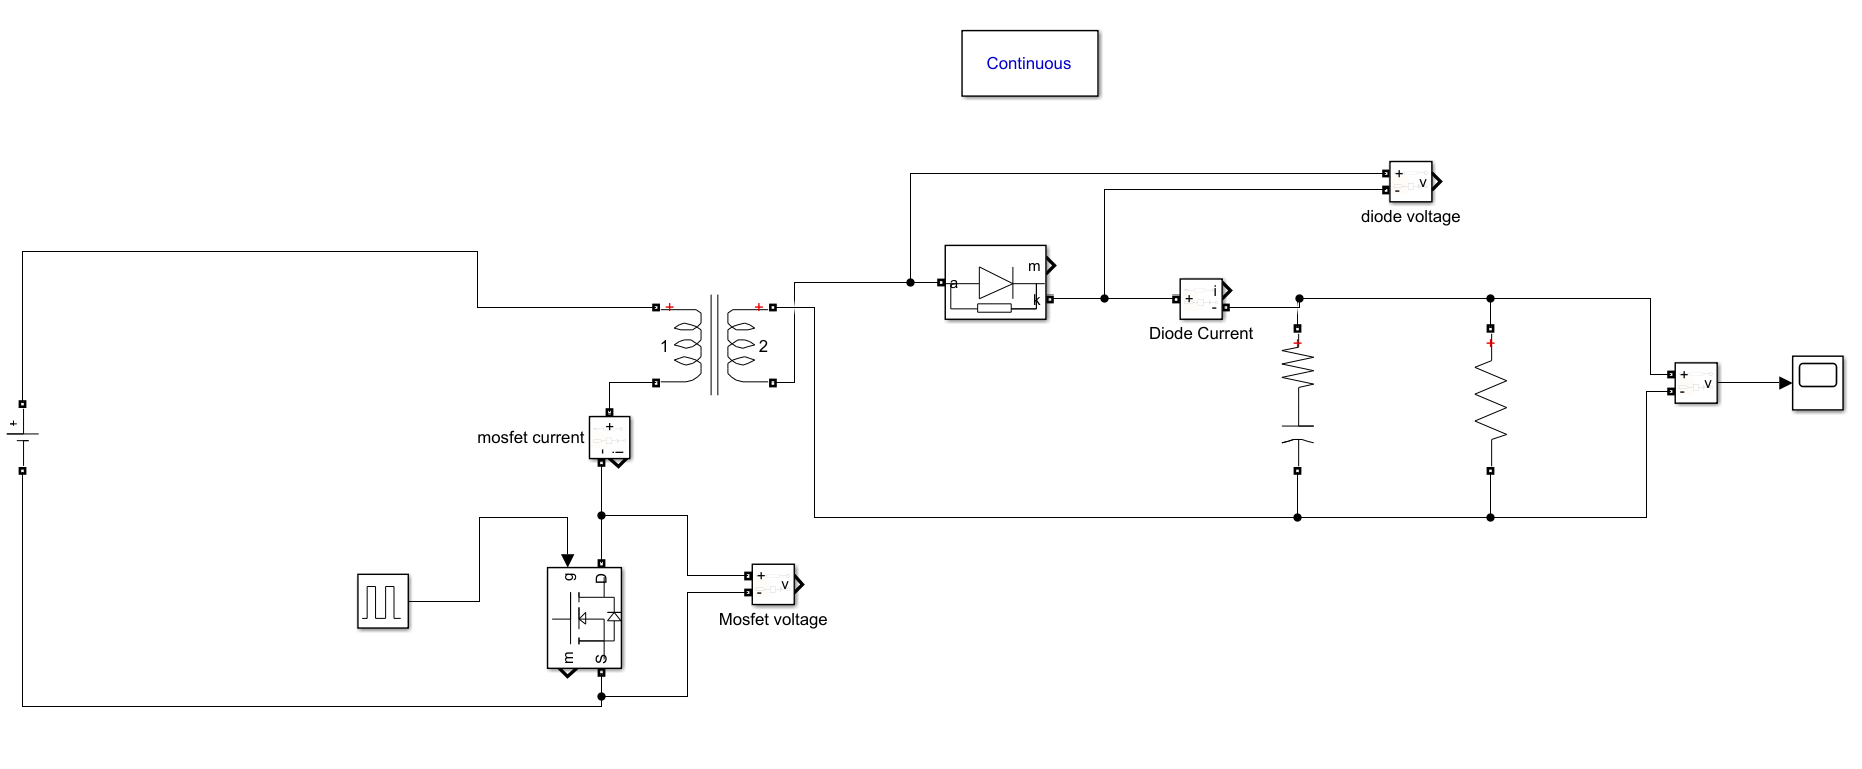 Continuous
+
v
-
diode voltage
m
a
k
i
+
-
Diode Current
+
+
1
2
+
+
+
v
-
+
+
mosfet current
-
i
g
D
+
v
-
Mosfet voltage
m
S